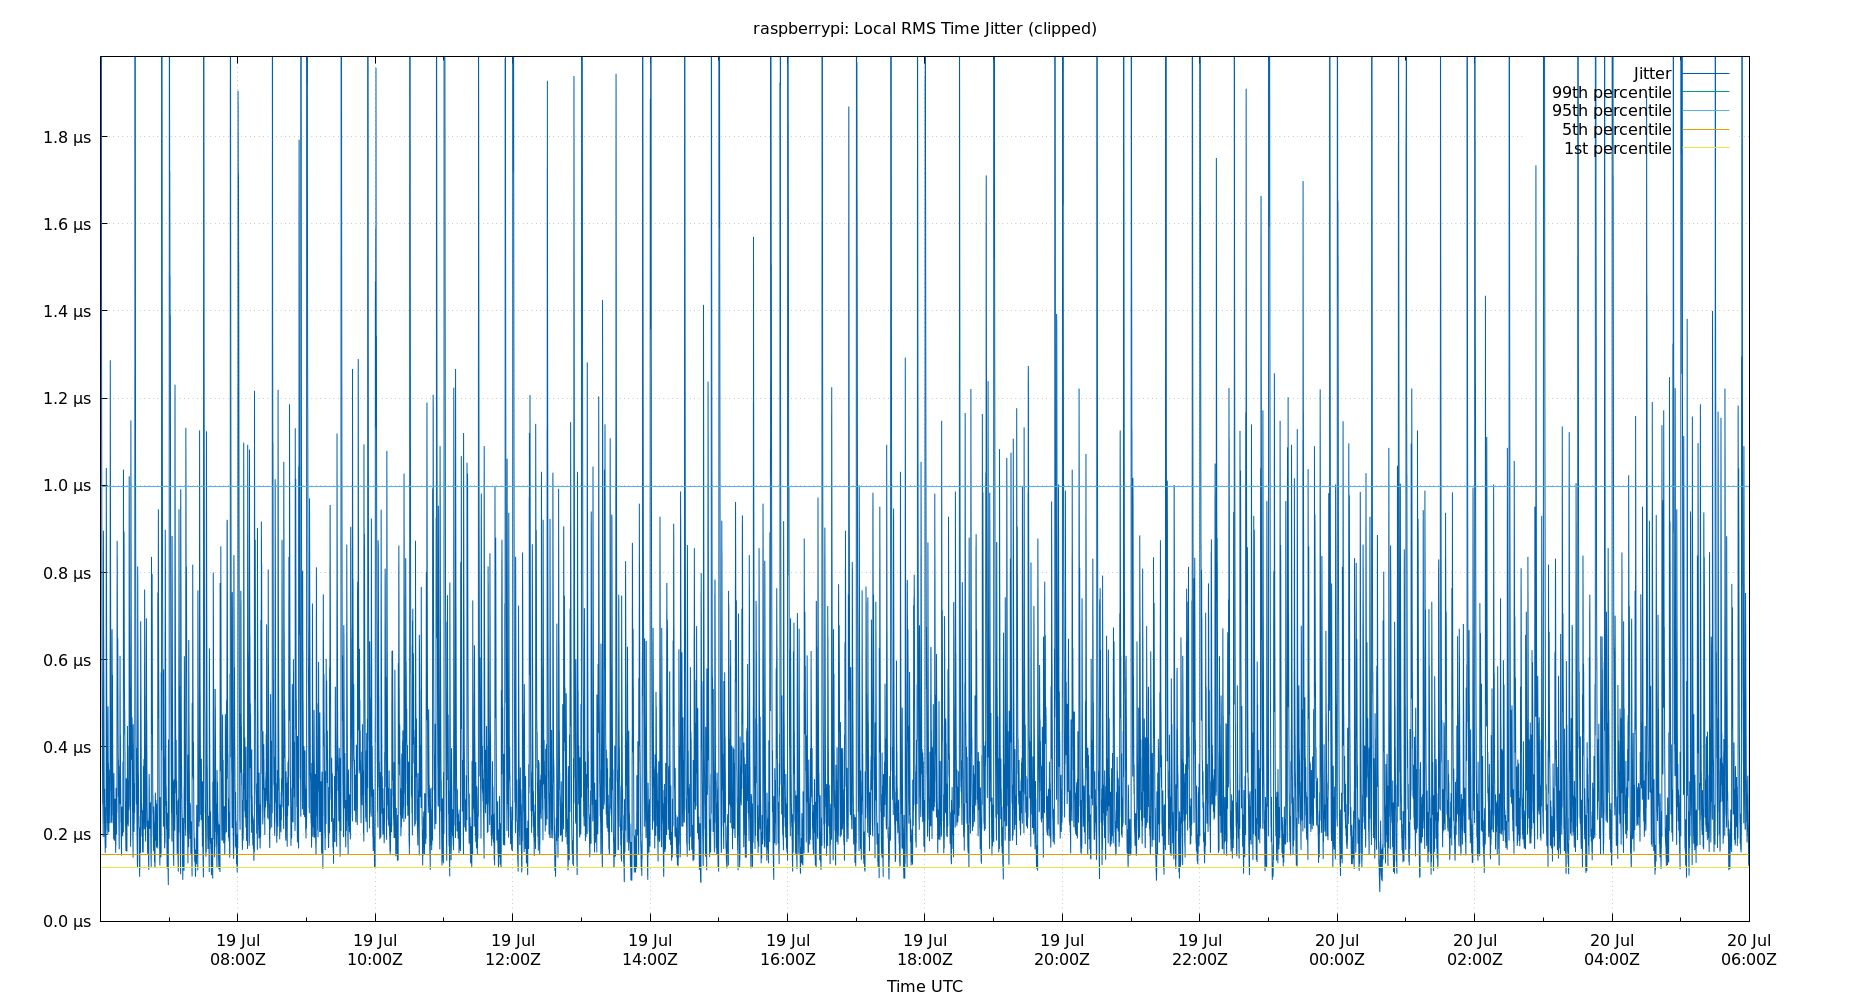 raspberrypi: Local RMS Time Jitter (clipped)
Jitter
99th percentile
95th percentile
5th percentile
1st percentile
1.8 µs
1.6 µs
1.4 µs
1.2 µs
1.0 µs
0.8 µs
0.6 µs
0.4 µs
0.2 µs
0.0 µs
19 Jul 19 Jul 19 Jul 19 Jul 19 Jul 19 Jul 19 Jul 19 Jul 20 Jul 20 Jul 20 Jul 20 Jul
08:00Z 10:00Z 12:00Z 14:00Z 16:00Z 18:00Z 20:00Z 22:00Z 00:00Z 02:00Z 04:00Z 06:00Z
Time UTC